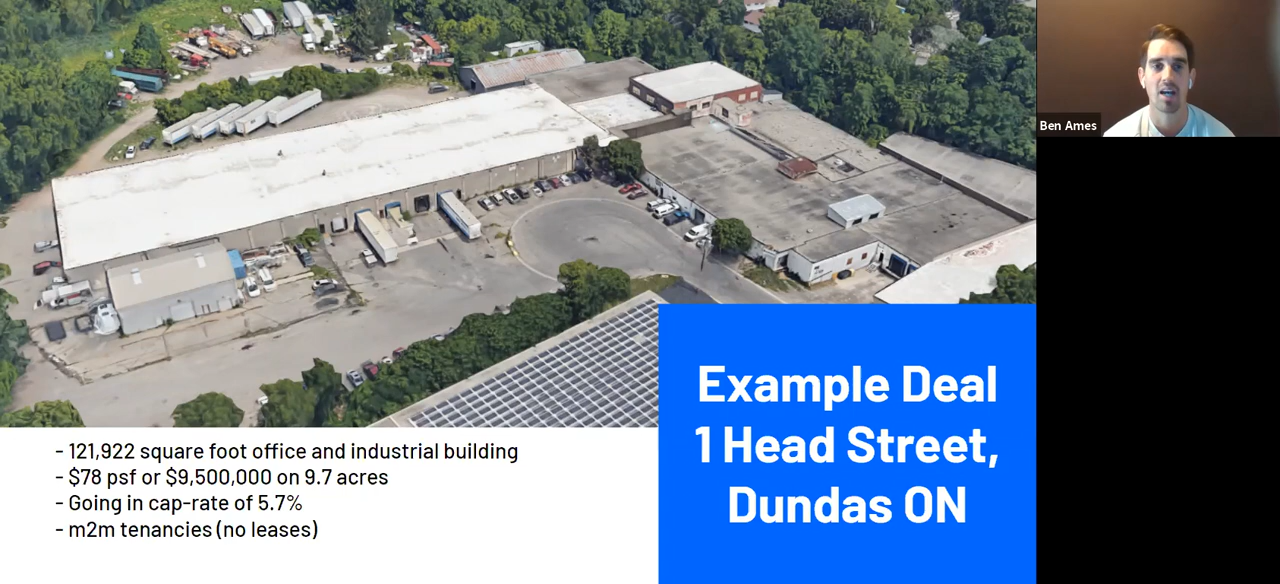 Ben Ames
Example Deal
1 Head Street,
Dundas ON
- 121,922 square foot office and industrial building
- $78 psf or $9,500,000 on 9.7 acres
- Going in cap-rate of 5.7%
- m2m tenancies (no leases)